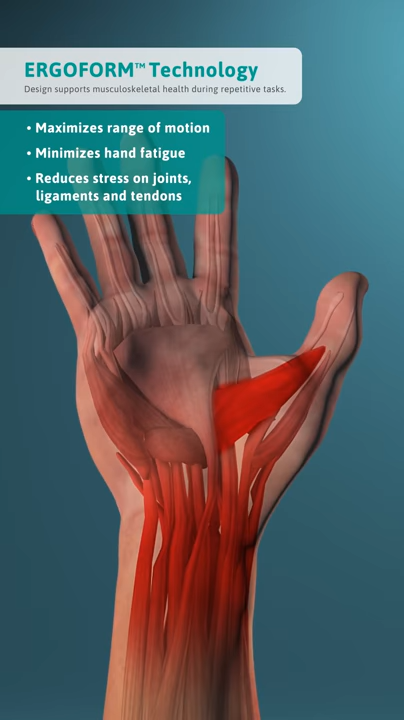 ERGOFORM™ Technology
Design supports musculoskeletal health during repetitive tasks.
• Maximizes range of motion
• Minimizes hand fatigue
• Reduces stress on joints,
ligaments and tendons